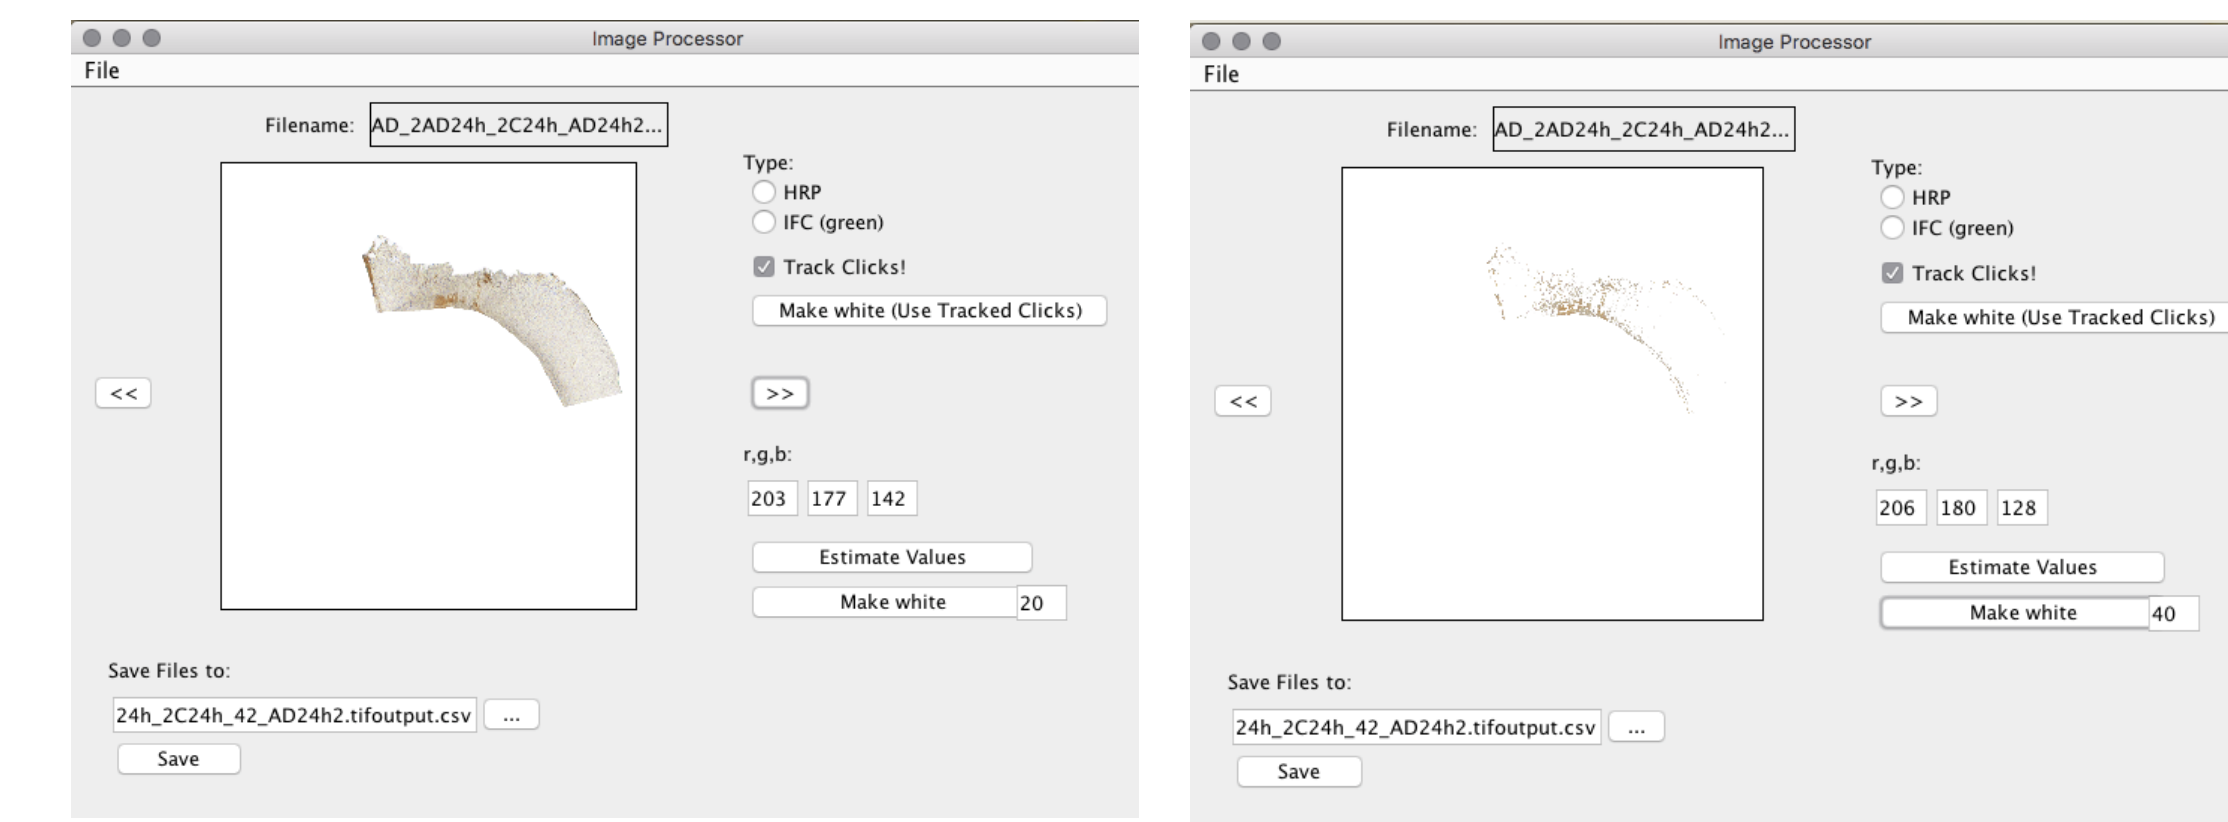 Image Processor
File
Filename: AD_2AD24h_2C24h_AD24h2...
Type:
HRP
IFC (green)
Track Clicks!
Make white (Use Tracked Clicks)
<< >>
r,g,b:
203 177 142
Estimate Values
Make white 20
Save Files to:
24h_2C24h_42_AD24h2.tifoutput.csv ...
Save
Image Processor
File
Filename: AD_2AD24h_2C24h_AD24h2...
Type:
HRP
IFC (green)
Track Clicks!
Make white (Use Tracked Clicks)
<< >>
r,g,b:
206 180 128
Estimate Values
Make white 40
Save Files to:
24h_2C24h_42_AD24h2.tifoutput.csv ...
Save